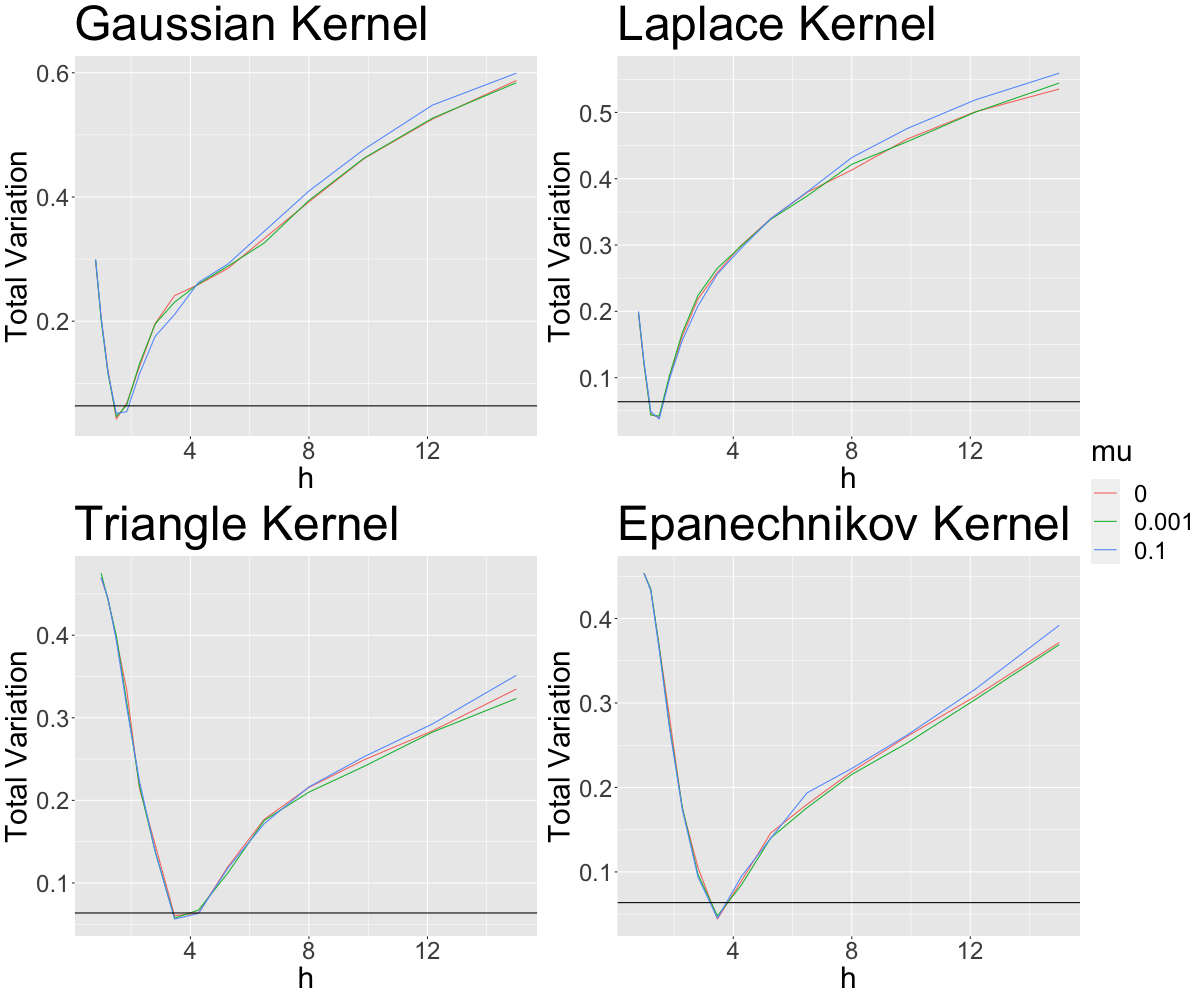 Gaussian Kernel
Total Variation
0.6
0.4
0.2
4 8 12
h
Laplace Kernel
Total Variation
0.5
0.4
0.3
0.2
0.1
4 8 12
h
Triangle Kernel
Total Variation
0.4
0.3
0.2
0.1
4 8 12
h
Epanechnikov Kernel
Total Variation
0.4
0.3
0.2
0.1
4 8 12
h
mu
0
0.001
0.1